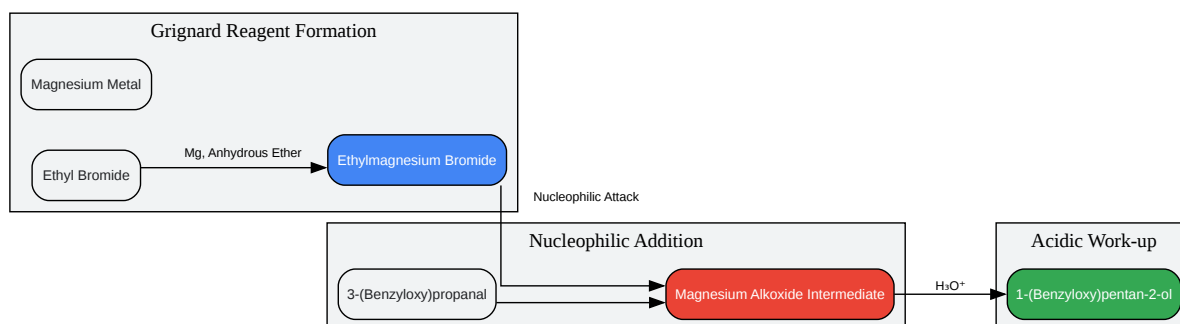 Grignard Reagent Formation
Magnesium Metal
Mg, Anhydrous Ether
Ethyl Bromide
Ethylmagnesium Bromide
Nucleophilic Attack
Nucleophilic Addition
3-(Benzyloxy)propanal
Magnesium Alkoxide Intermediate
H₃O⁺
Acidic Work-up
1-(Benzyloxy)pentan-2-ol